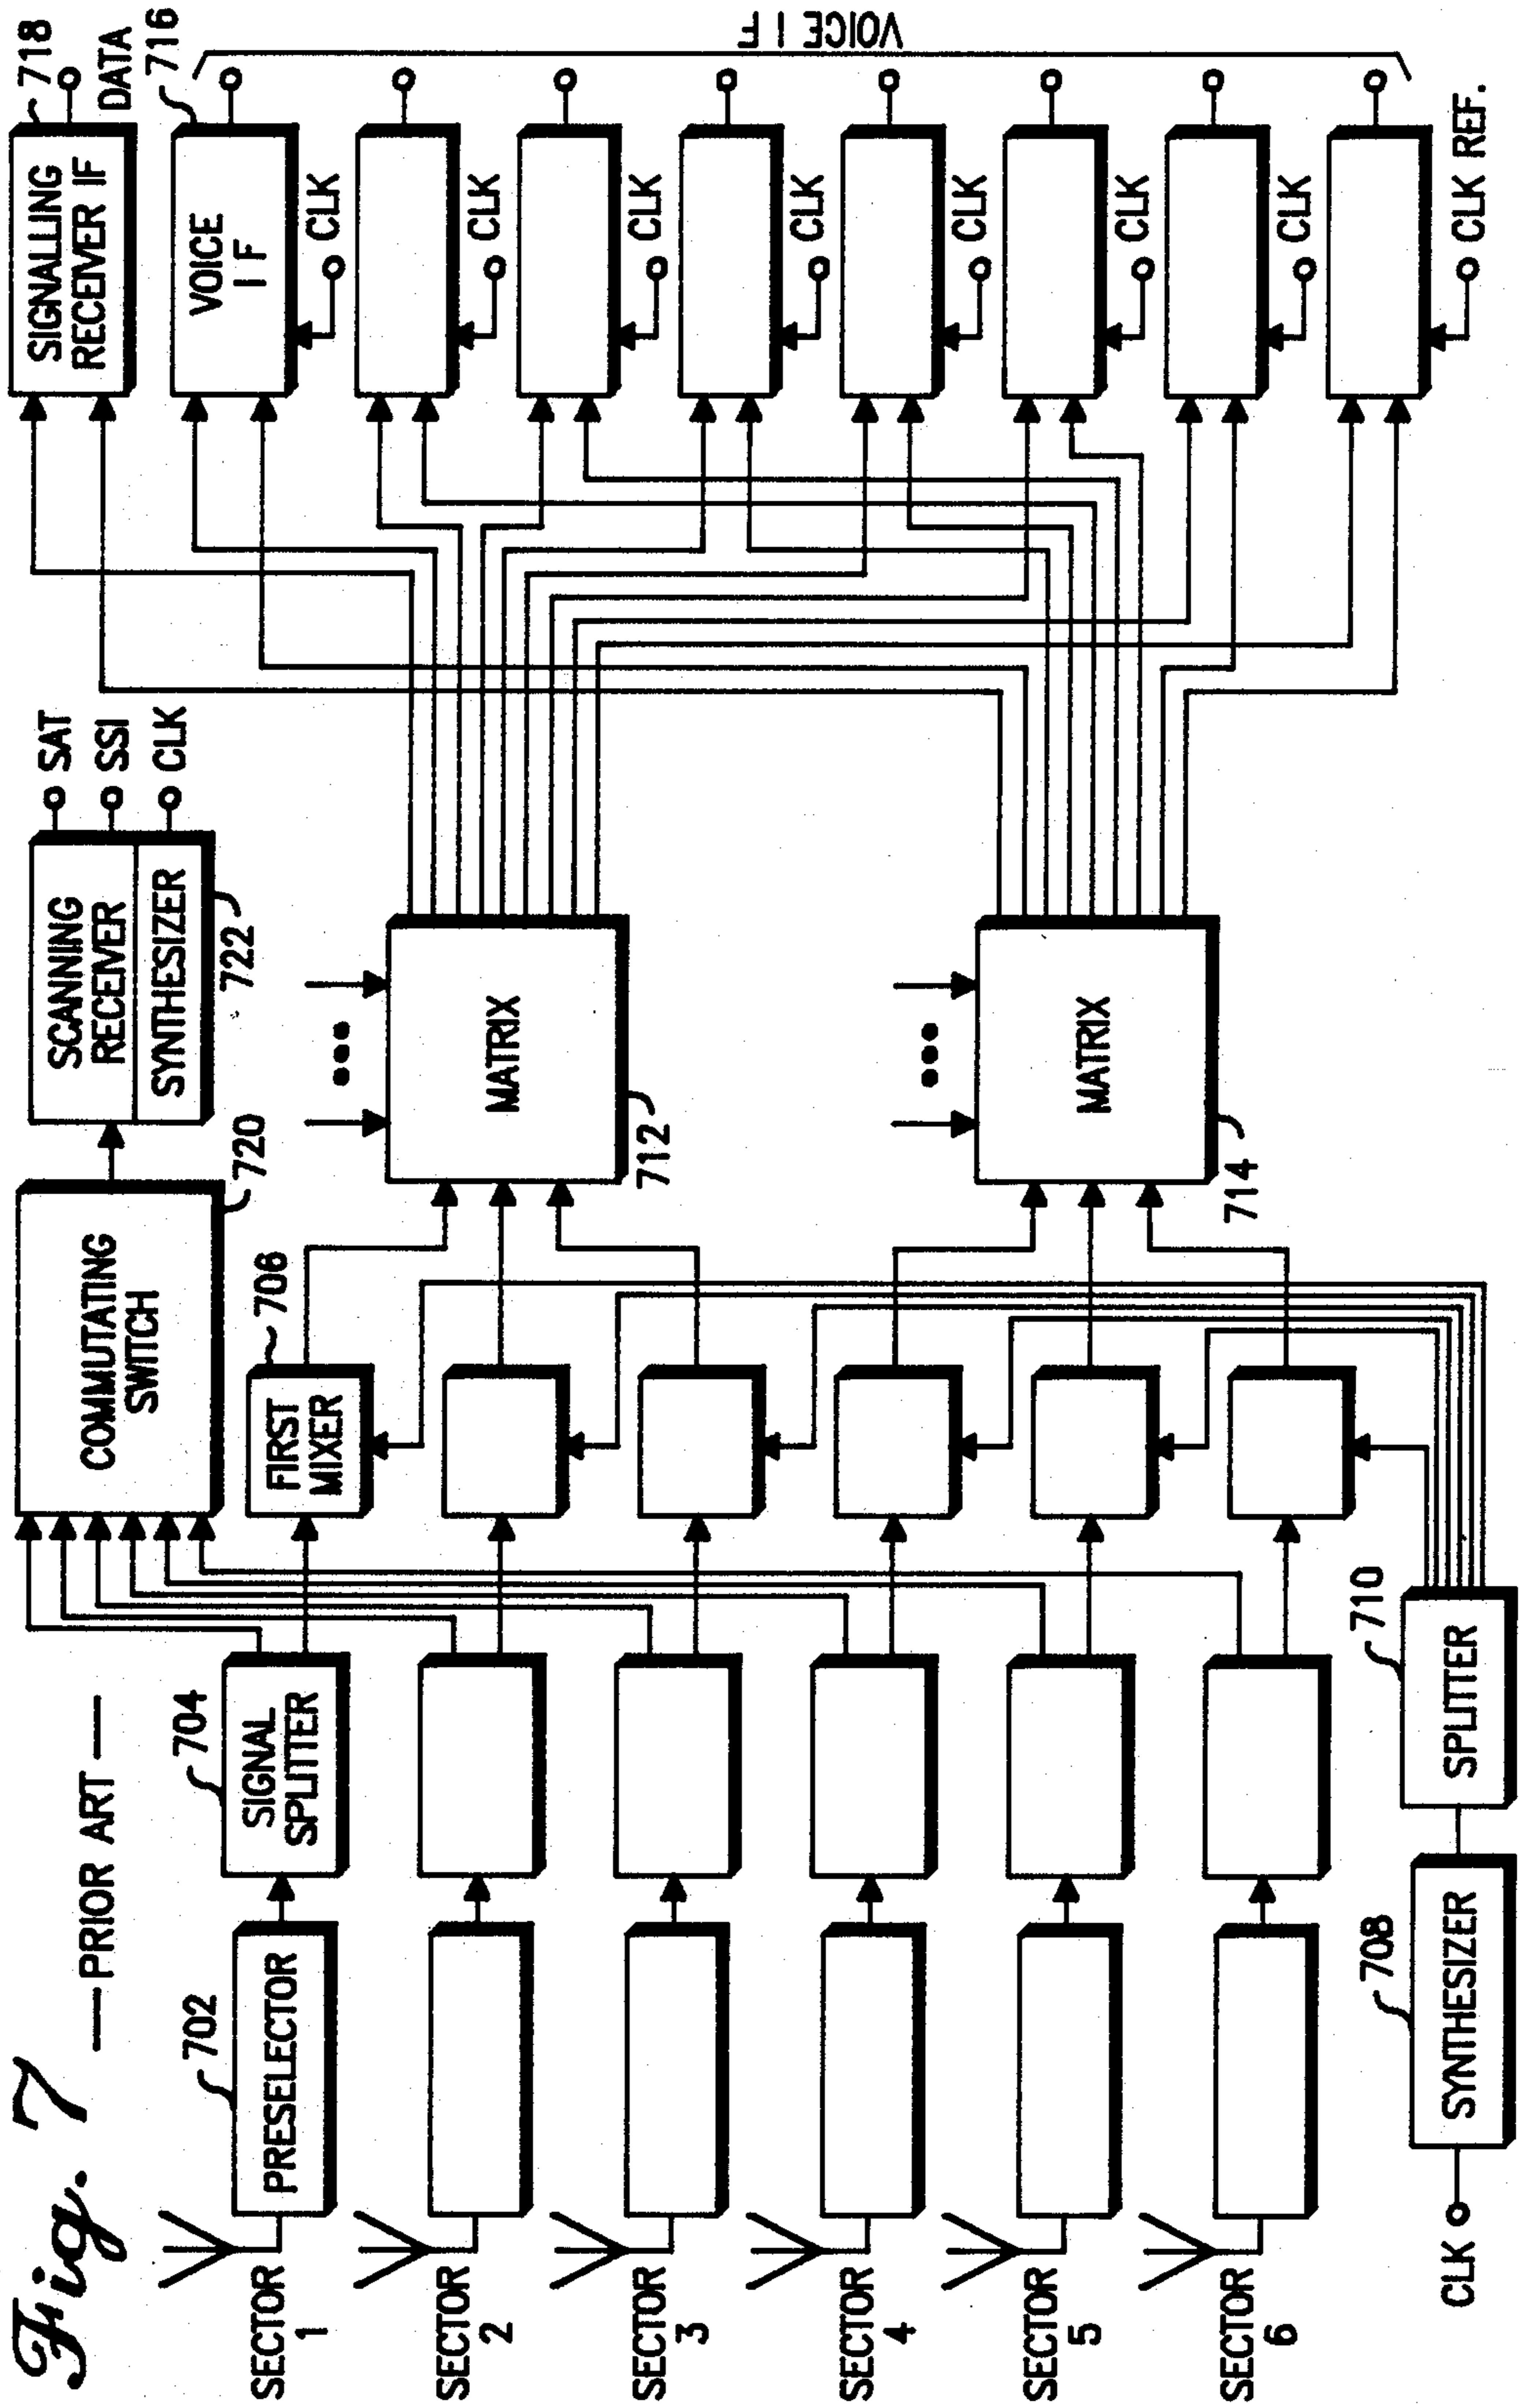 Fig. 7
—PRIOR ART—
SECTOR
1
SECTOR
2
SECTOR
3
SECTOR
4
SECTOR
5
SECTOR
6
702
PRESELECTOR
704
SIGNAL
SPLITTER
706
FIRST
MIXER
CLK
708
SYNTHESIZER
710
SPLITTER
COMMUTATING
SWITCH
720
SCANNING
RECEIVER
SYNTHESIZER
722
SAT
SSI
CLK
MATRIX
712
MATRIX
714
SIGNALLING
RECEIVER IF
718
DATA
VOICE
I F
716
CLK
CLK
CLK
CLK
CLK
CLK
CLK
CLK REF.
VOICE I F